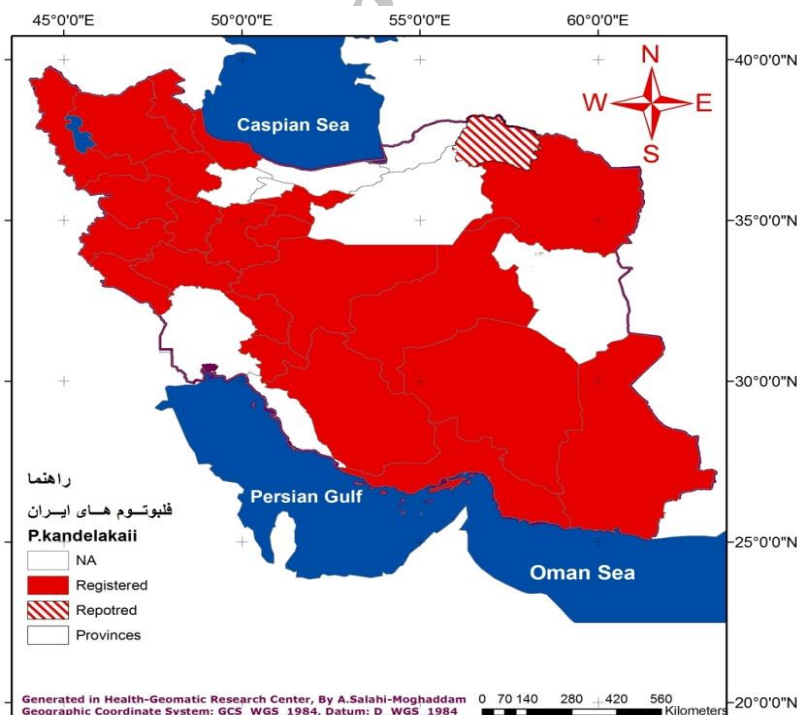 45°0'0"E 50°0'0"E 55°0'0"E 60°0'0"E
40°0'0"N
35°0'0"N
30°0'0"N
25°0'0"N
20°0'0"N
N
W E
S
Caspian Sea
Persian Gulf
Oman Sea
راهنما
فلبوتوم های ایران
P.kandelakaii
NA
Registered
Repotred
Provinces
Generated in Health-Geomatic Research Center, By A.Salahi-Moghaddam
Geographic Coordinate System: GCS_WGS_1984, Datum: D_WGS_1984
0 70 140 280 420 560
Kilometers